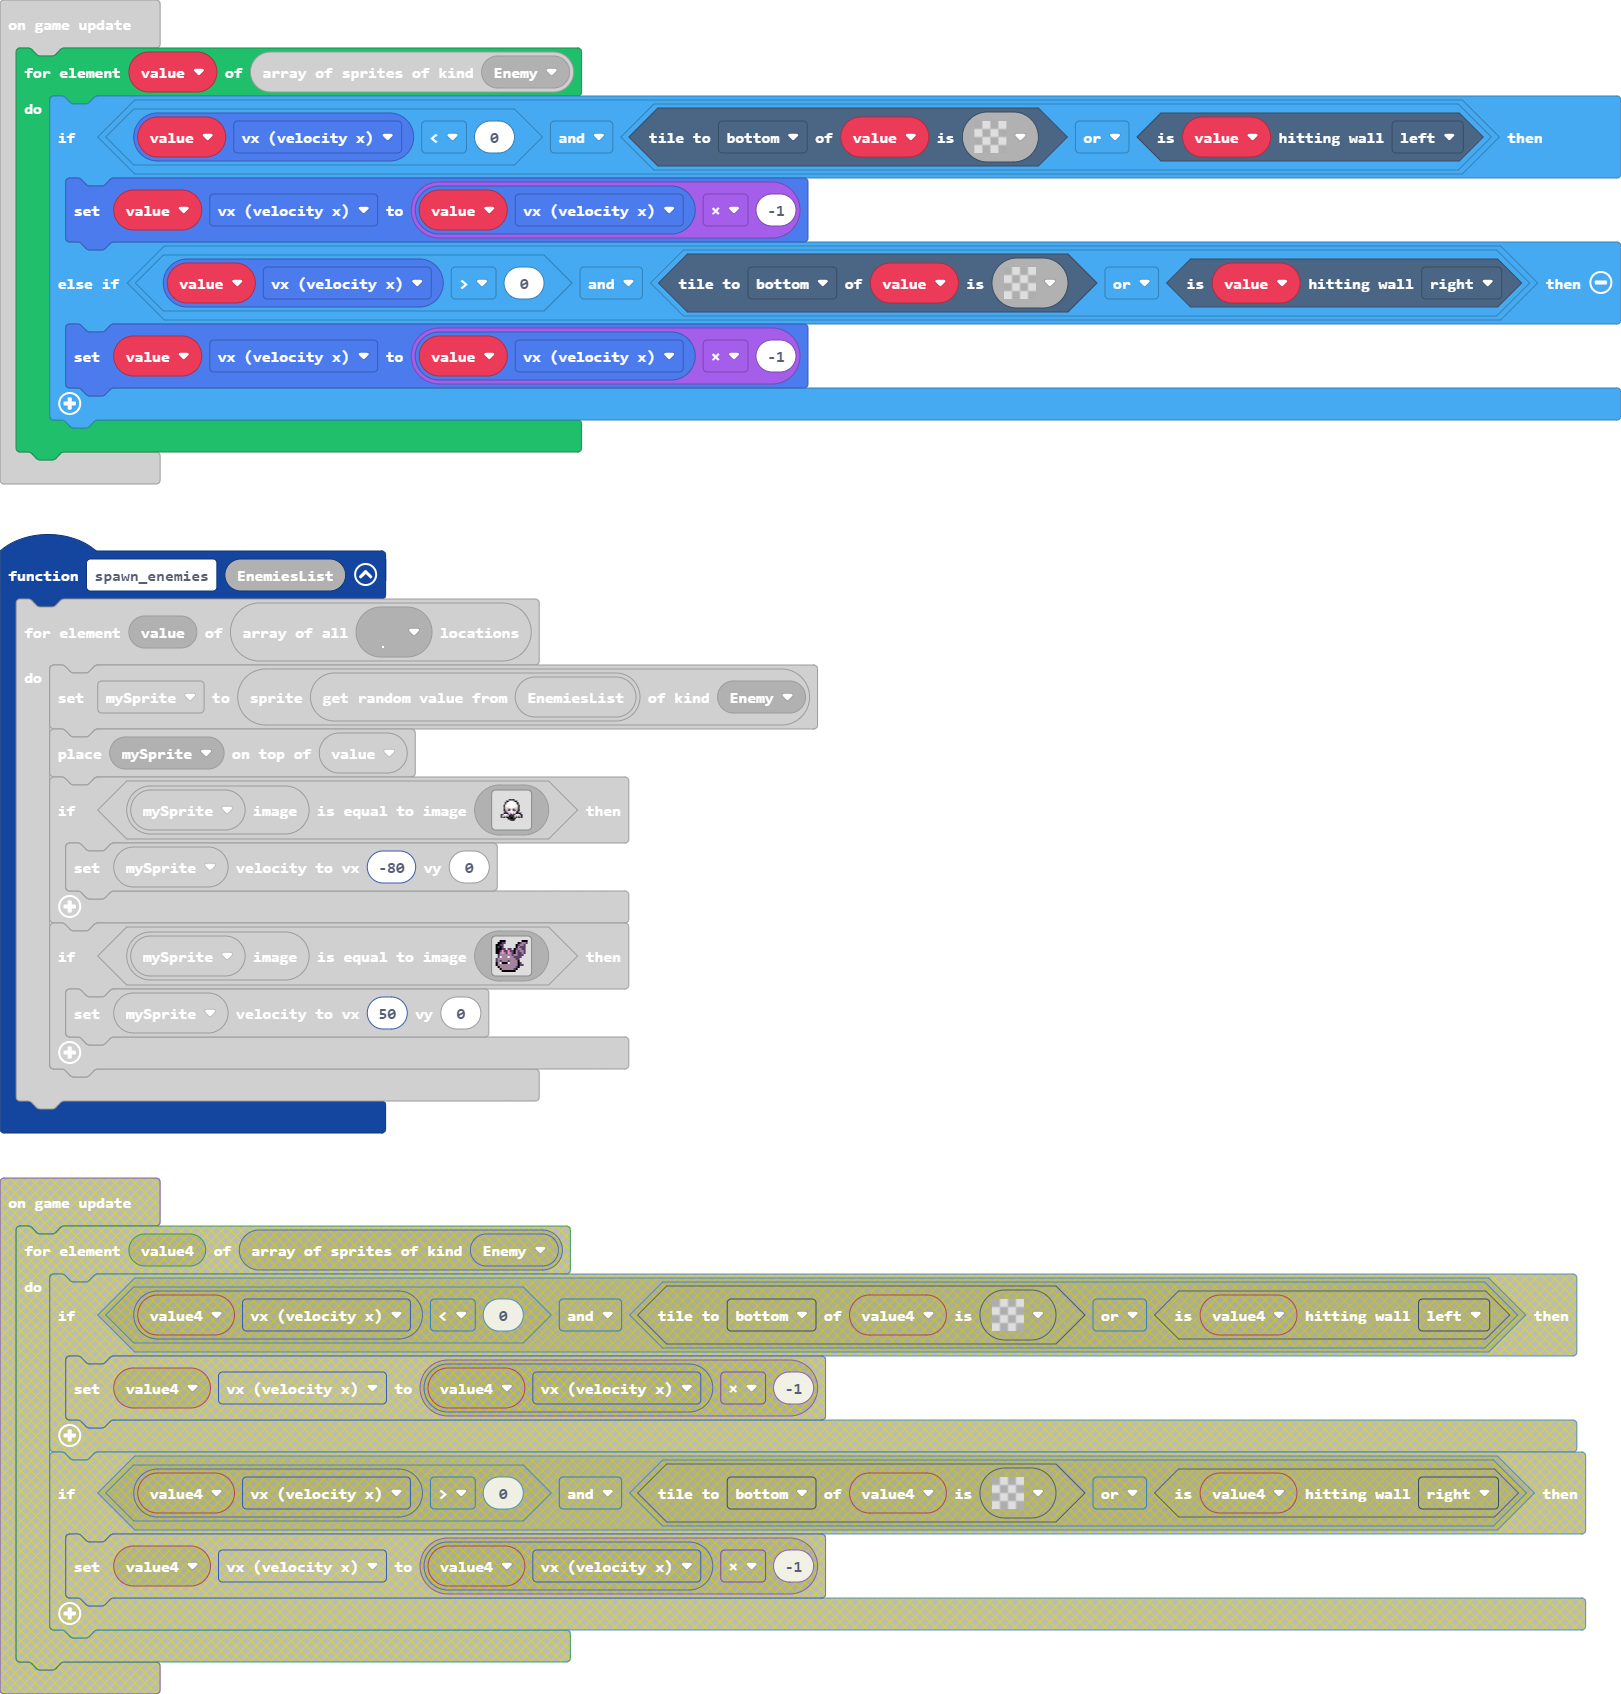 on game update
for element value of array of sprites of kind Enemy
do
if value vx (velocity x) < 0 and tile to bottom of value is or is value hitting wall left then
set value vx (velocity x) to value vx (velocity x) × -1
else if value vx (velocity x) > 0 and tile to bottom of value is or is value hitting wall right then
set value vx (velocity x) to value vx (velocity x) × -1
function spawn_enemies EnemiesList
for element value of array of all . locations
do
set mySprite to sprite get random value from EnemiesList of kind Enemy
place mySprite on top of value
if mySprite image is equal to image then
set mySprite velocity to vx -80 vy 0
if mySprite image is equal to image then
set mySprite velocity to vx 50 vy 0
on game update
for element value4 of array of sprites of kind Enemy
do
if value4 vx (velocity x) < 0 and tile to bottom of value4 is or is value4 hitting wall left then
set value4 vx (velocity x) to value4 vx (velocity x) × -1
if value4 vx (velocity x) > 0 and tile to bottom of value4 is or is value4 hitting wall right then
set value4 vx (velocity x) to value4 vx (velocity x) × -1